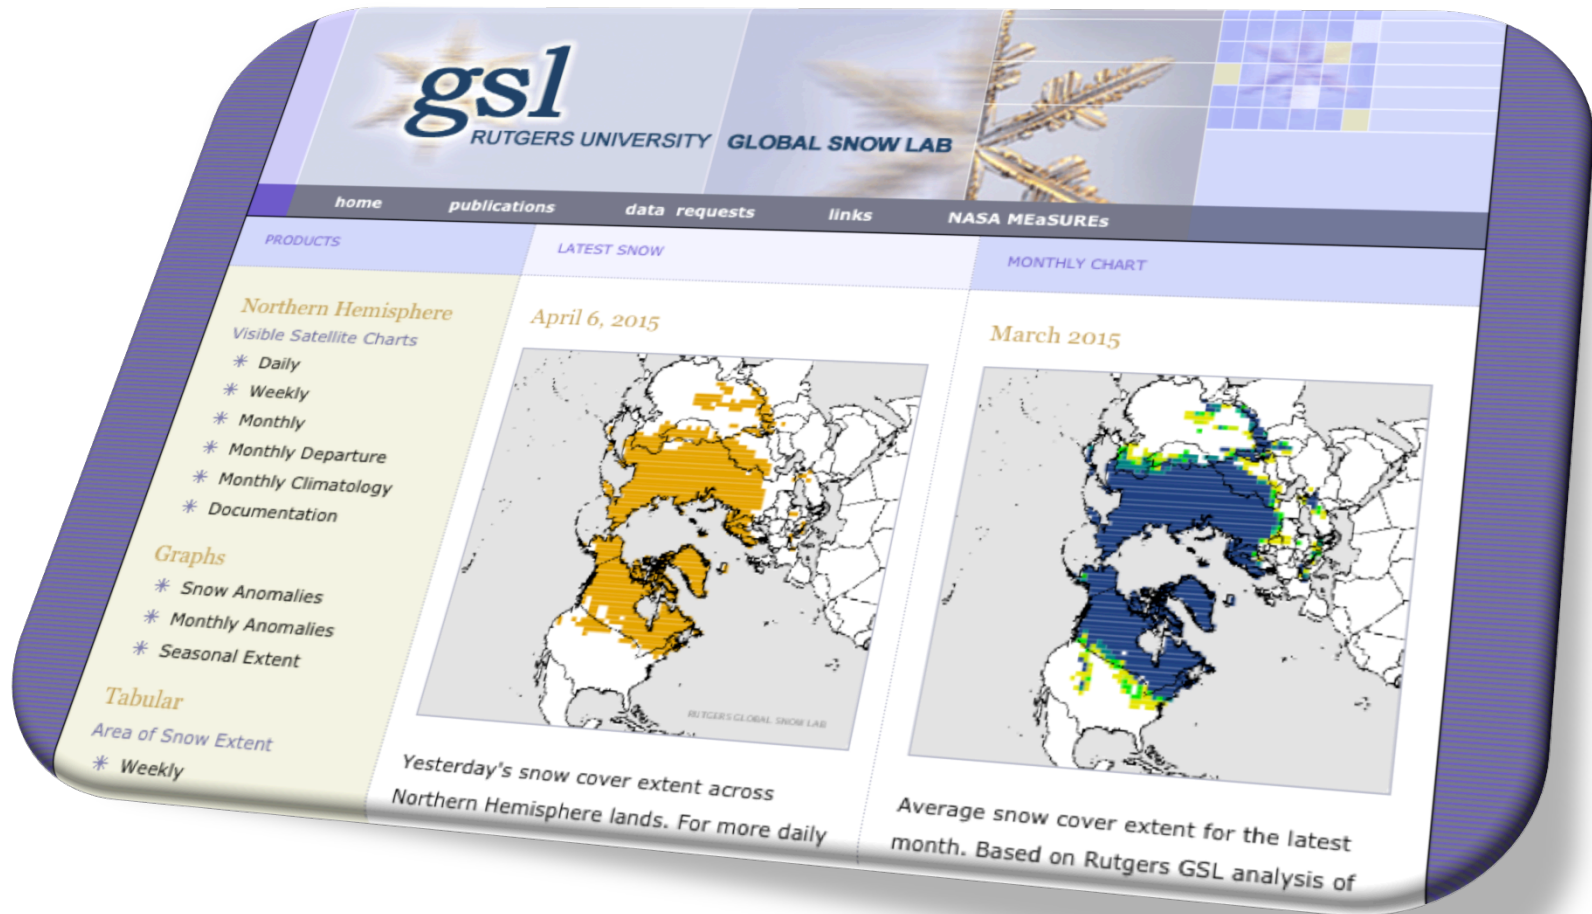 gsl
RUTGERS UNIVERSITY GLOBAL SNOW LAB
home publications data requests links NASA MEaSUREs
PRODUCTS
Northern Hemisphere
Visible Satellite Charts
Daily
Weekly
Monthly
Monthly Departure
Monthly Climatology
Documentation
Graphs
Snow Anomalies
Monthly Anomalies
Seasonal Extent
Tabular
Area of Snow Extent
Weekly
LATEST SNOW
April 6, 2015
RUTGERS GLOBAL SNOW LAB
Yesterday's snow cover extent across
Northern Hemisphere lands. For more daily
MONTHLY CHART
March 2015
Average snow cover extent for the latest
month. Based on Rutgers GSL analysis of